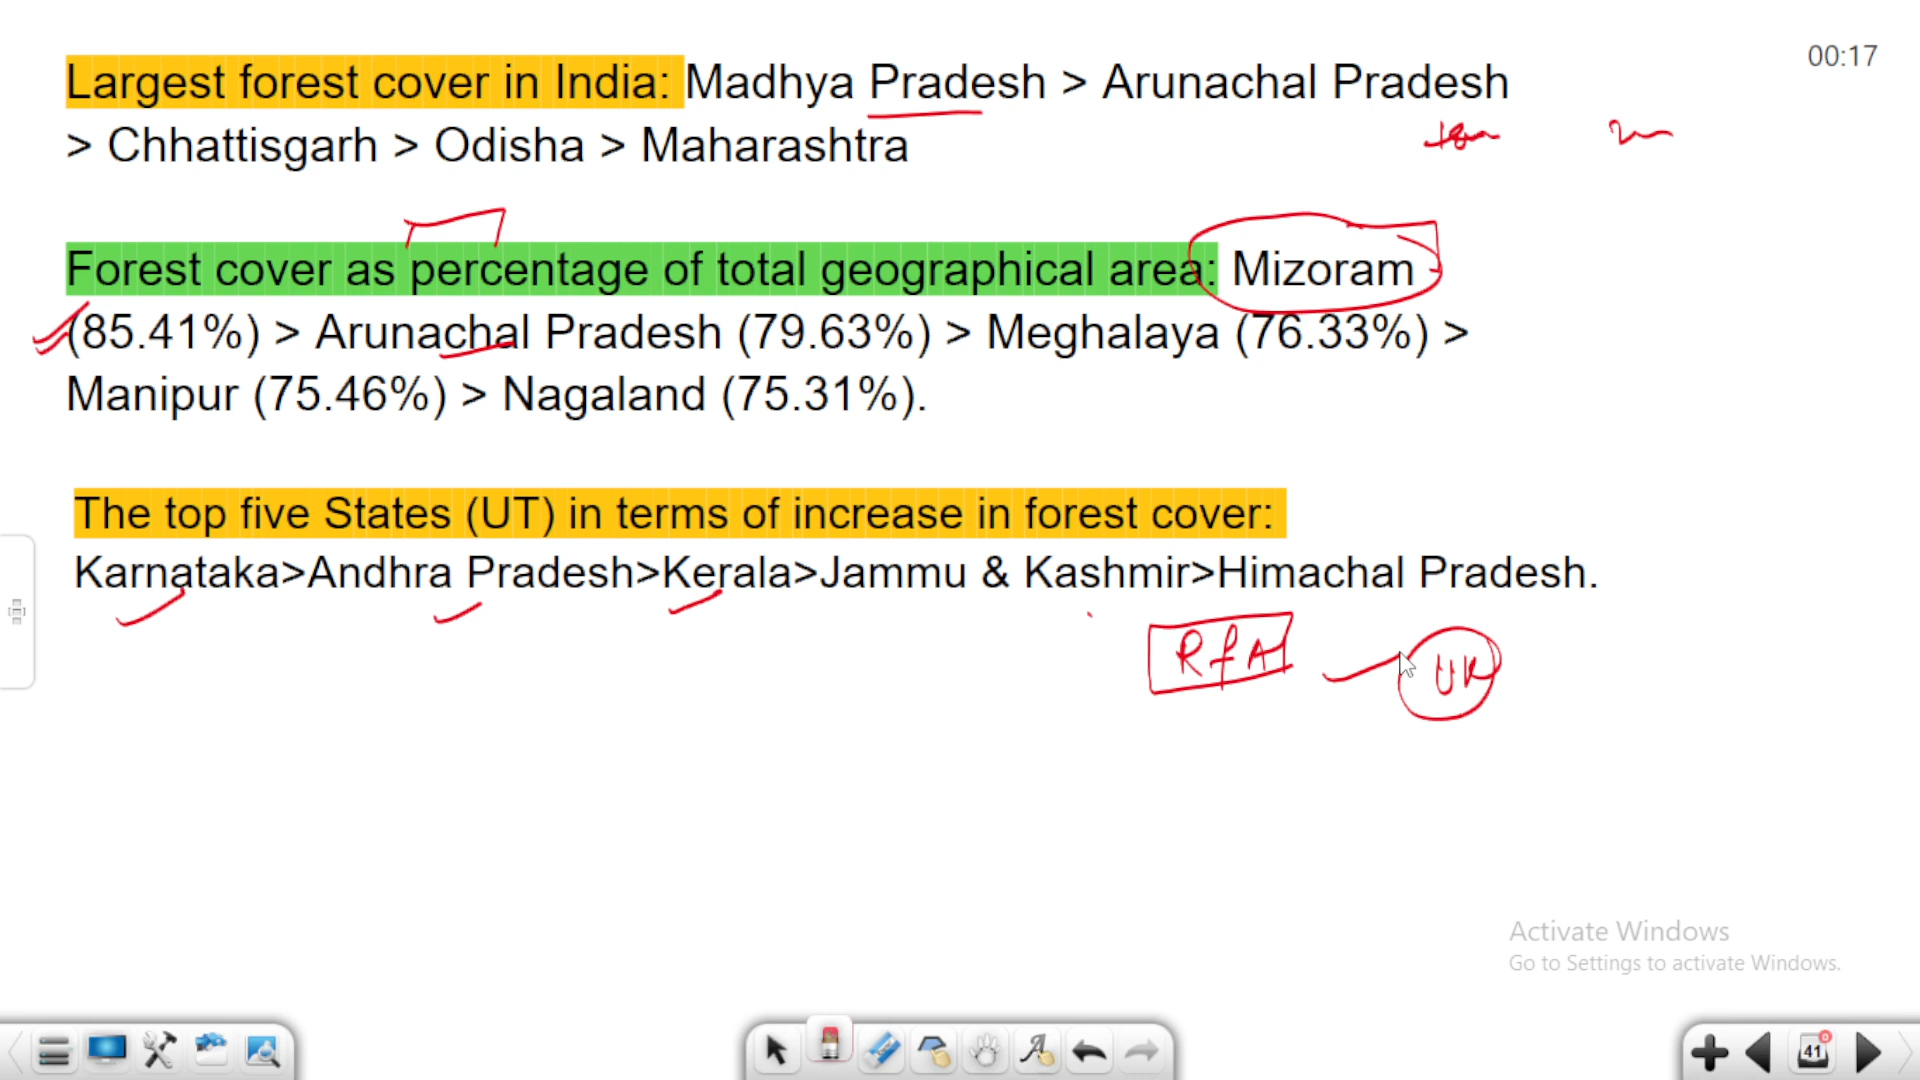 00:17
Largest forest cover in India: Madhya Pradesh > Arunachal Pradesh
> Chhattisgarh > Odisha > Maharashtra
Forest cover as percentage of total geographical area: Mizoram
(85.41%) > Arunachal Pradesh (79.63%) > Meghalaya (76.33%) >
Manipur (75.46%) > Nagaland (75.31%).
The top five States (UT) in terms of increase in forest cover:
Karnataka>Andhra Pradesh>Kerala>Jammu & Kashmir>Himachal Pradesh.
RfA UK
Activate Windows
Go to Settings to activate Windows.
41